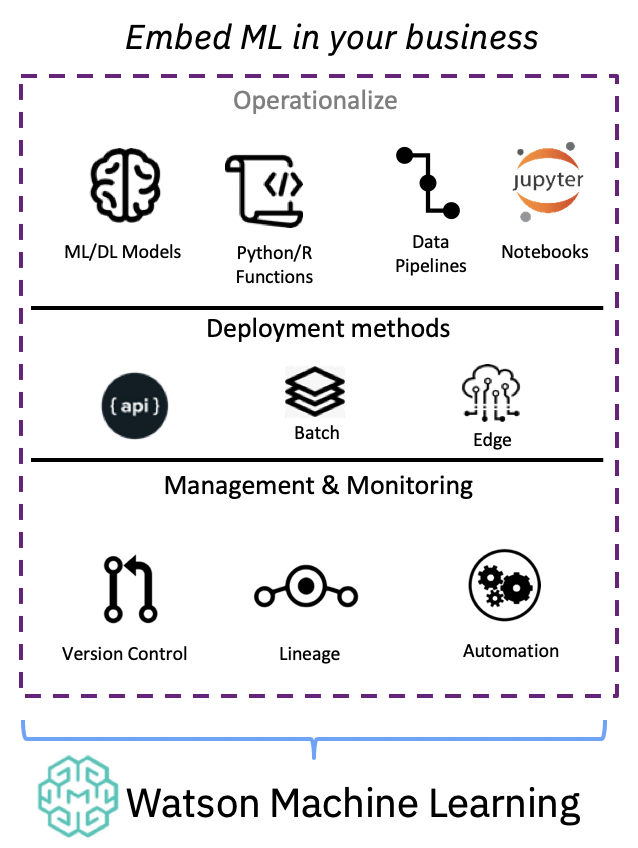 Embed ML in your business
Operationalize
jupyter
ML/DL Models
Python/R
Functions
Data
Pipelines
Notebooks
Deployment methods
{api}
Batch
Edge
Management & Monitoring
Version Control
Lineage
Automation
ML
Watson Machine Learning